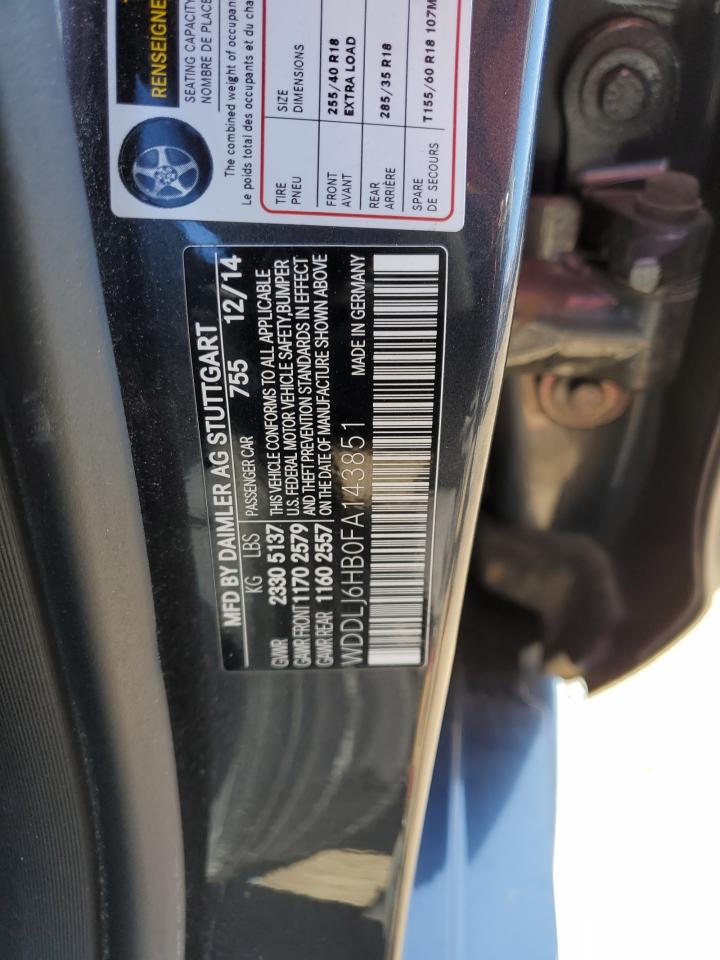 RENSEIGNE
SEATING CAPACITY
NOMBRE DE PLACE
The combined weight of occupan
Le poids total des occupants et du cha
TIRE PNEU SIZE DIMENSIONS
FRONT AVANT 255/40 R18 EXTRA LOAD
REAR ARRIÈRE 285/35 R18
SPARE DE SECOURS T155/60 R18 107M
MFD BY DAIMLER AG STUTTGART
KG LBS PASSENGER CAR 755 12/14
GVWR 2330 5137 THIS VEHICLE CONFORMS TO ALL APPLICABLE
GAWR FRONT 1170 2579 U.S. FEDERAL MOTOR VEHICLE SAFETY,BUMPER
GAWR REAR 1160 2557 AND THEFT PREVENTION STANDARDS IN EFFECT
ON THE DATE OF MANUFACTURE SHOWN ABOVE
WDDLJ6HB0FA143851 MADE IN GERMANY